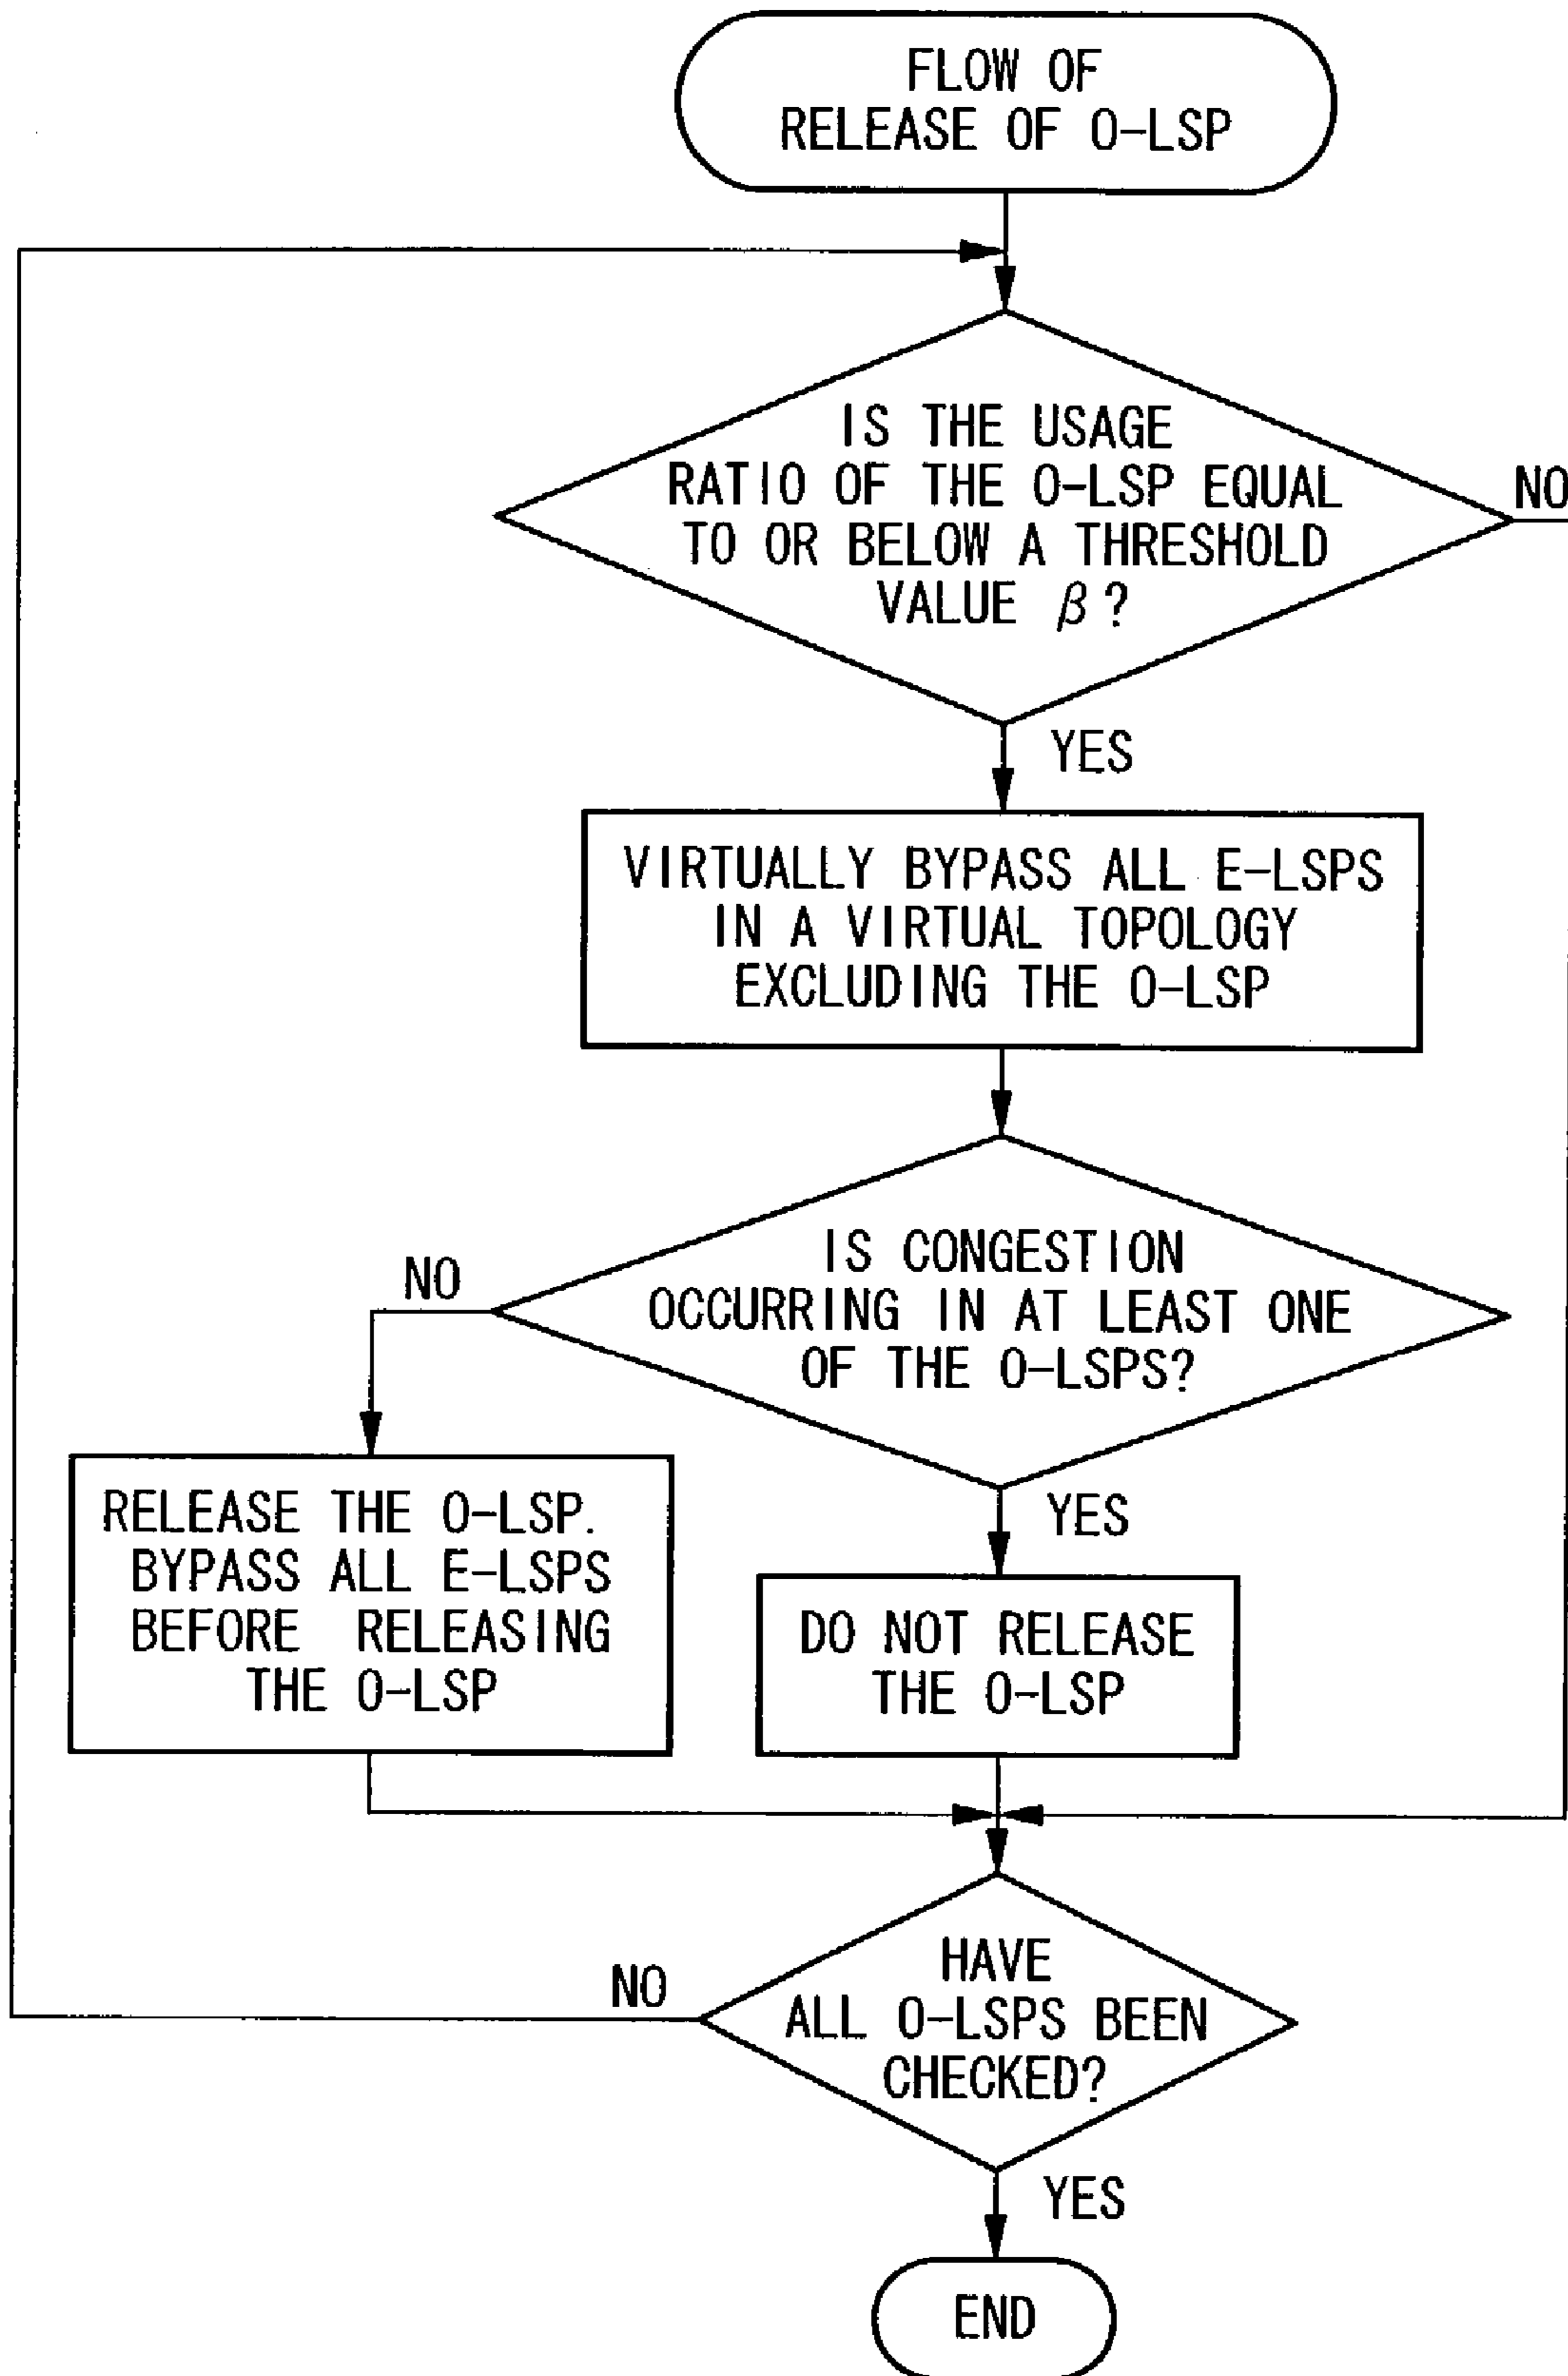 FLOW OF
RELEASE OF O-LSP
IS THE USAGE
RATIO OF THE O-LSP EQUAL
TO OR BELOW A THRESHOLD
VALUE β?
NO
YES
VIRTUALLY BYPASS ALL E-LSPS
IN A VIRTUAL TOPOLOGY
EXCLUDING THE O-LSP
IS CONGESTION
OCCURRING IN AT LEAST ONE
OF THE O-LSPS?
NO
YES
RELEASE THE O-LSP.
BYPASS ALL E-LSPS
BEFORE RELEASING
THE O-LSP
DO NOT RELEASE
THE O-LSP
HAVE
ALL O-LSPS BEEN
CHECKED?
NO
YES
END